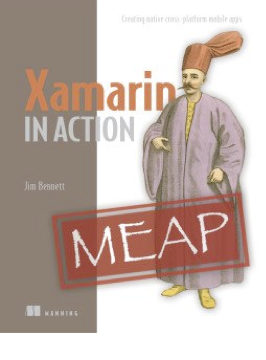 Creating native cross-platform mobile apps
Xamarin
IN ACTION
Jim Bennett
MEAP
MANNING